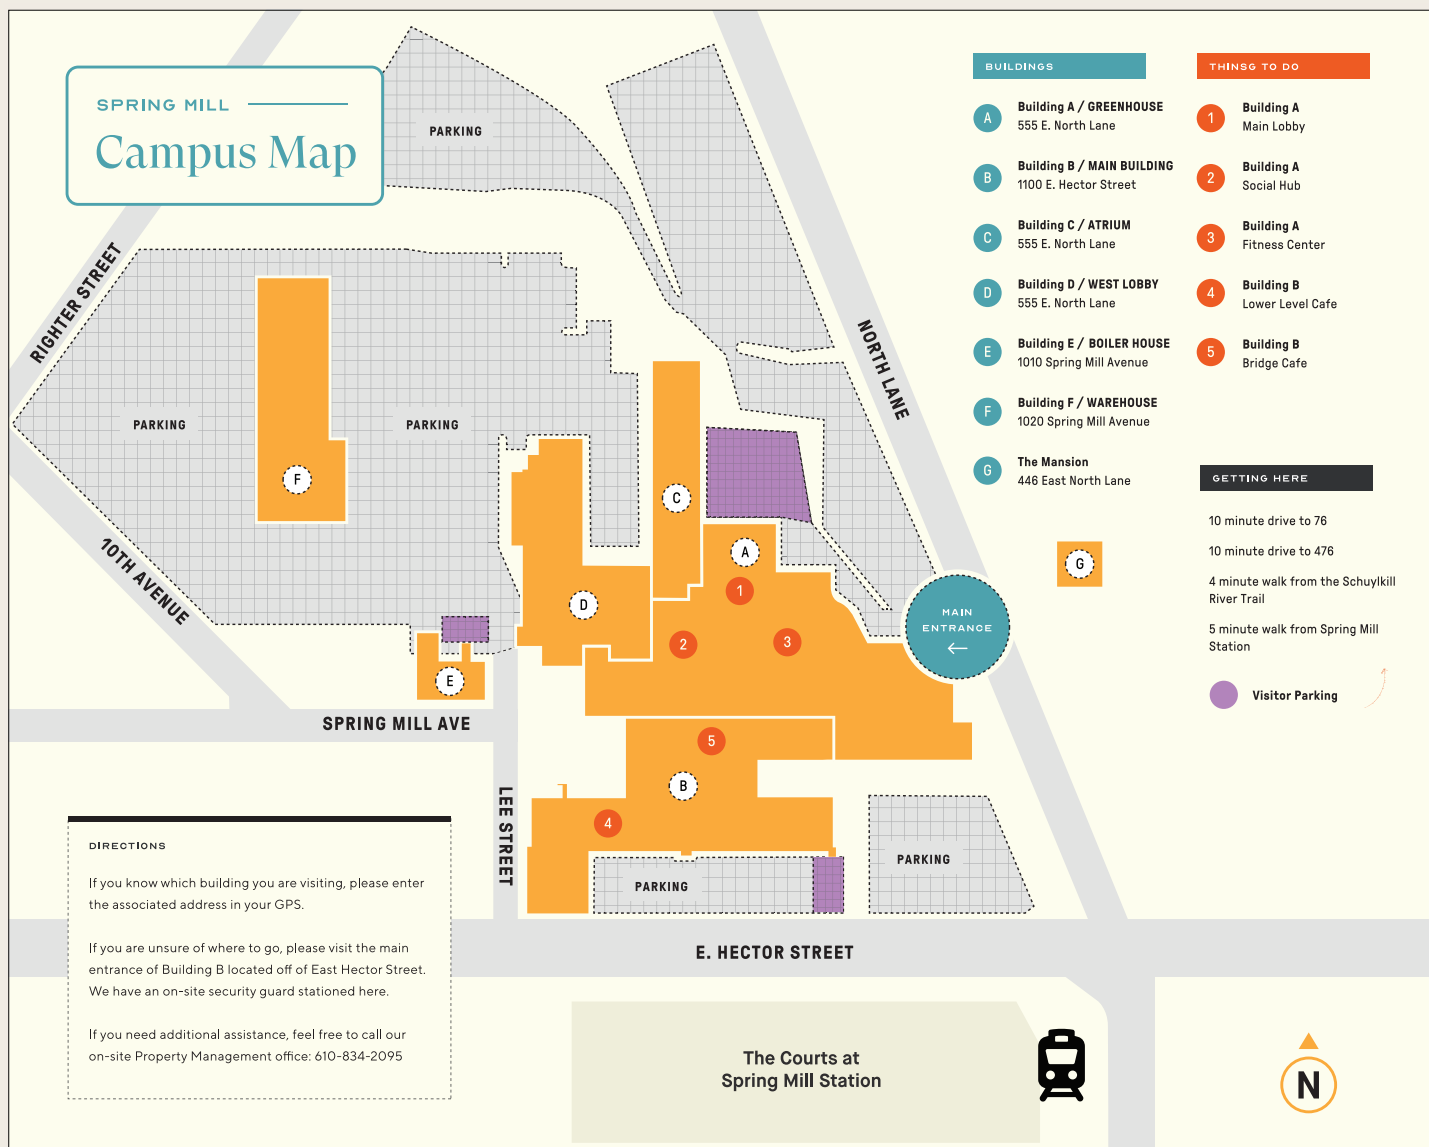 SPRING MILL
Campus Map
PARKING
RIGHTER STREET
PARKING
PARKING
F
10TH AVENUE
NORTH LANE
C
A
1
D
2
3
E
MAIN
ENTRANCE
←
G
SPRING MILL AVE
5
B
4
LEE STREET
PARKING
PARKING
E. HECTOR STREET
The Courts at
Spring Mill Station
N
BUILDINGS
A
Building A / GREENHOUSE
555 E. North Lane
B
Building B / MAIN BUILDING
1100 E. Hector Street
C
Building C / ATRIUM
555 E. North Lane
D
Building D / WEST LOBBY
555 E. North Lane
E
Building E / BOILER HOUSE
1010 Spring Mill Avenue
F
Building F / WAREHOUSE
1020 Spring Mill Avenue
G
The Mansion
446 East North Lane
THINSG TO DO
1
Building A
Main Lobby
2
Building A
Social Hub
3
Building A
Fitness Center
4
Building B
Lower Level Cafe
5
Building B
Bridge Cafe
GETTING HERE
10 minute drive to 76
10 minute drive to 476
4 minute walk from the Schuylkill
River Trail
5 minute walk from Spring Mill
Station
Visitor Parking
DIRECTIONS
If you know which building you are visiting, please enter
the associated address in your GPS.
If you are unsure of where to go, please visit the main
entrance of Building B located off of East Hector Street.
We have an on-site security guard stationed here.
If you need additional assistance, feel free to call our
on-site Property Management office: 610-834-2095